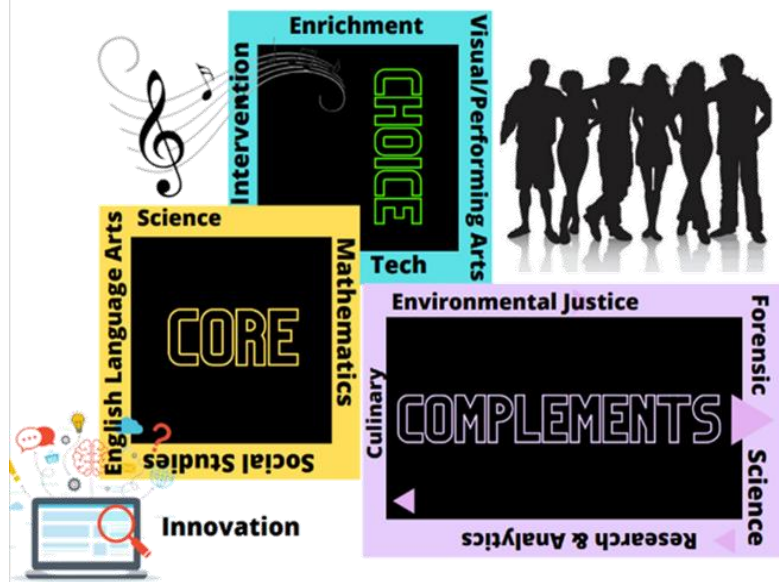 Enrichment
Intervention
CHOICE
Visual/Performing Arts
Tech
Science
English Language Arts
CORE
Mathematics
Social Studies
Environmental Justice
Culinary
COMPLEMENTS
Forensic Science
Research & Analytics
Innovation